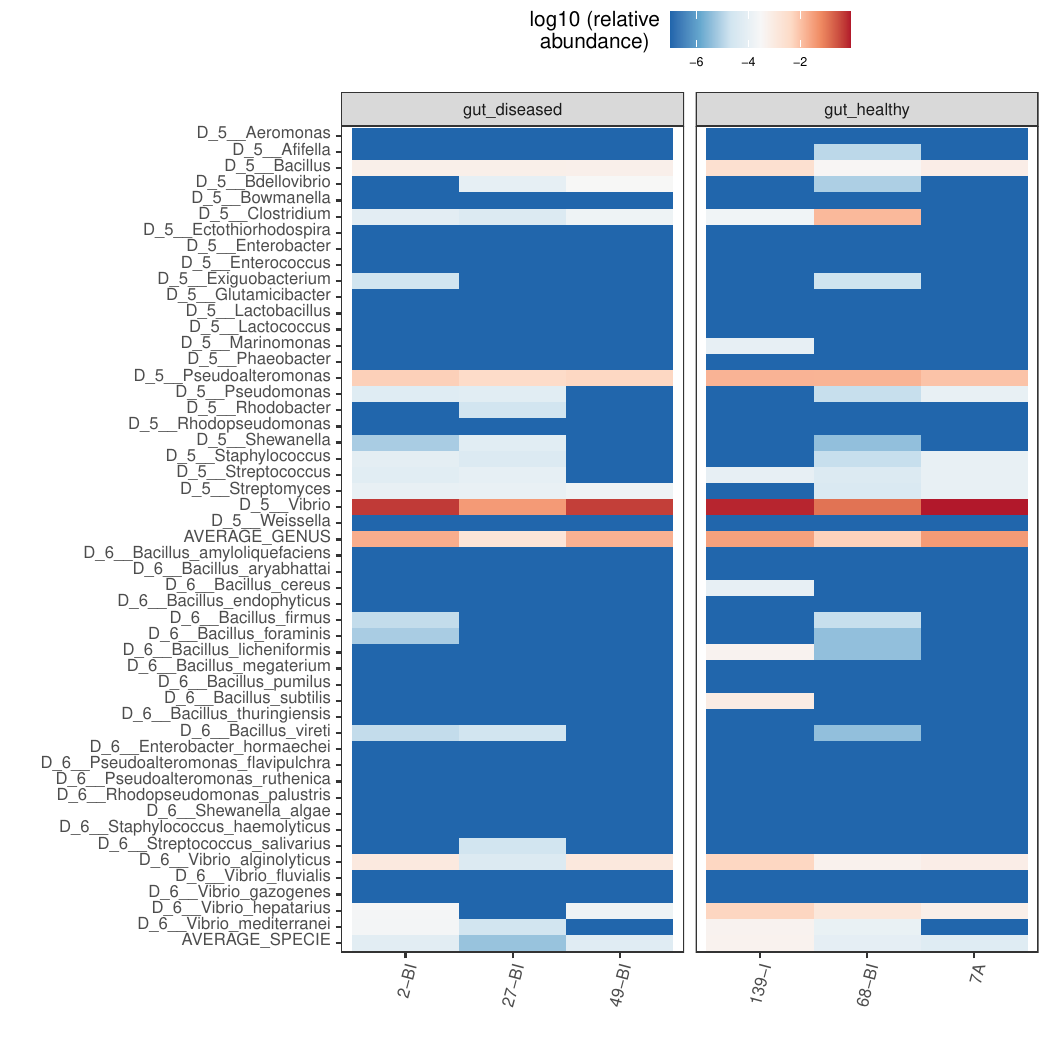 log10 (relative
abundance)
−6 −4 −2
gut_diseased gut_healthy
D_5__Aeromonas
D_5__Afifella
D_5__Bacillus
D_5__Bdellovibrio
D_5__Bowmanella
D_5__Clostridium
D_5__Ectothiorhodospira
D_5__Enterobacter
D_5__Enterococcus
D_5__Exiguobacterium
D_5__Glutamicibacter
D_5__Lactobacillus
D_5__Lactococcus
D_5__Marinomonas
D_5__Phaeobacter
D_5__Pseudoalteromonas
D_5__Pseudomonas
D_5__Rhodobacter
D_5__Rhodopseudomonas
D_5__Shewanella
D_5__Staphylococcus
D_5__Streptococcus
D_5__Streptomyces
D_5__Vibrio
D_5__Weissella
AVERAGE_GENUS
D_6__Bacillus_amyloliquefaciens
D_6__Bacillus_aryabhattai
D_6__Bacillus_cereus
D_6__Bacillus_endophyticus
D_6__Bacillus_firmus
D_6__Bacillus_foraminis
D_6__Bacillus_licheniformis
D_6__Bacillus_megaterium
D_6__Bacillus_pumilus
D_6__Bacillus_subtilis
D_6__Bacillus_thuringiensis
D_6__Bacillus_vireti
D_6__Enterobacter_hormaechei
D_6__Pseudoalteromonas_flavipulchra
D_6__Pseudoalteromonas_ruthenica
D_6__Rhodopseudomonas_palustris
D_6__Shewanella_algae
D_6__Staphylococcus_haemolyticus
D_6__Streptococcus_salivarius
D_6__Vibrio_alginolyticus
D_6__Vibrio_fluvialis
D_6__Vibrio_gazogenes
D_6__Vibrio_hepatarius
D_6__Vibrio_mediterranei
AVERAGE_SPECIE
2−BI 27−BI 49−BI 139−I 68−BI 7A